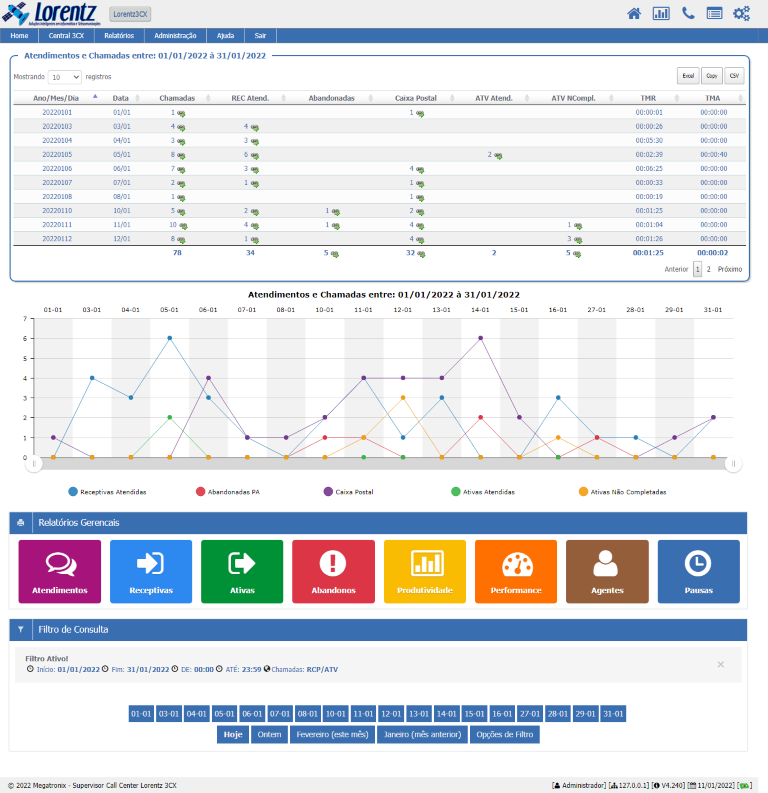 Lorentz
Lorentz3CX
Home Central 3CX Relatórios Administração Ajuda Sair
Atendimentos e Chamadas entre: 01/01/2022 à 31/01/2022
Mostrando 10 registros Excel Copy CSV
Ano/Mes/Dia Data Chamadas REC Atend. Abandonadas Caixa Postal ATV Atend. ATV NCompl. TMR TMA
20220101 01/01 1 1 00:00:01 00:00:00
20220103 03/01 4 4 00:00:26 00:00:00
20220104 04/01 3 3 00:05:30 00:00:00
20220105 05/01 8 6 2 00:02:39 00:00:40
20220106 06/01 7 3 4 00:06:25 00:00:00
20220107 07/01 2 1 1 00:00:33 00:00:00
20220108 08/01 1 1 00:00:19 00:00:00
20220110 10/01 5 2 1 2 00:01:25 00:00:00
20220111 11/01 10 4 1 4 1 00:01:04 00:00:00
20220112 12/01 8 1 4 3 00:01:26 00:00:00
78 34 5 32 2 5 00:01:25 00:00:02
Anterior 1 2 Próximo
Atendimentos e Chamadas entre: 01/01/2022 à 31/01/2022
01-01 03-01 04-01 05-01 06-01 07-01 08-01 10-01 11-01 12-01 13-01 14-01 15-01 16-01 27-01 28-01 29-01 31-01
7
6
5
4
3
2
1
0
Receptivas Atendidas Abandonadas PA Caixa Postal Ativas Atendidas Ativas Não Completadas
Relatórios Gerencais
Atendimentos Receptivas Ativas Abandonos Produtividade Performance Agentes Pausas
Filtro de Consulta
Filtro Ativo!
Início: 01/01/2022 Fim: 31/01/2022 DE: 00:00 ATÉ: 23:59 Chamadas: RCP/ATV
×
01-01 03-01 04-01 05-01 06-01 07-01 08-01 10-01 11-01 12-01 13-01 14-01 15-01 16-01 27-01 28-01 29-01 31-01
Hoje Ontem Fevereiro (este mês) Janeiro (mês anterior) Opções de Filtro
© 2022 Megatronix - Supervisor Call Center Lorentz 3CX [ Administrador] [ 127.0.0.1] [ V4.240] [ 11/01/2022] [ ]